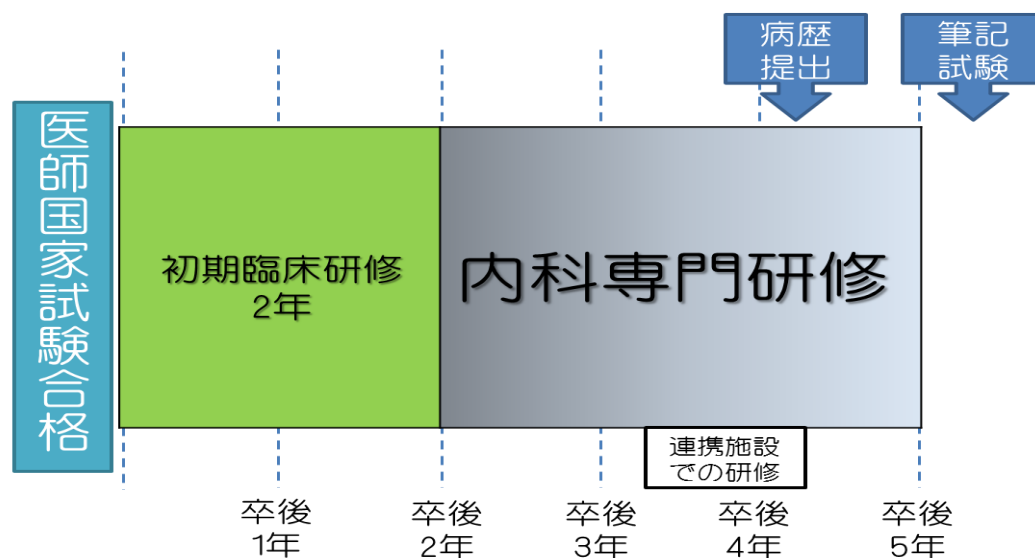 病歴
提出
筆記
試験
医師国家試験合格
初期臨床研修
2年
内科専門研修
連携施設
での研修
卒後
1年
卒後
2年
卒後
3年
卒後
4年
卒後
5年